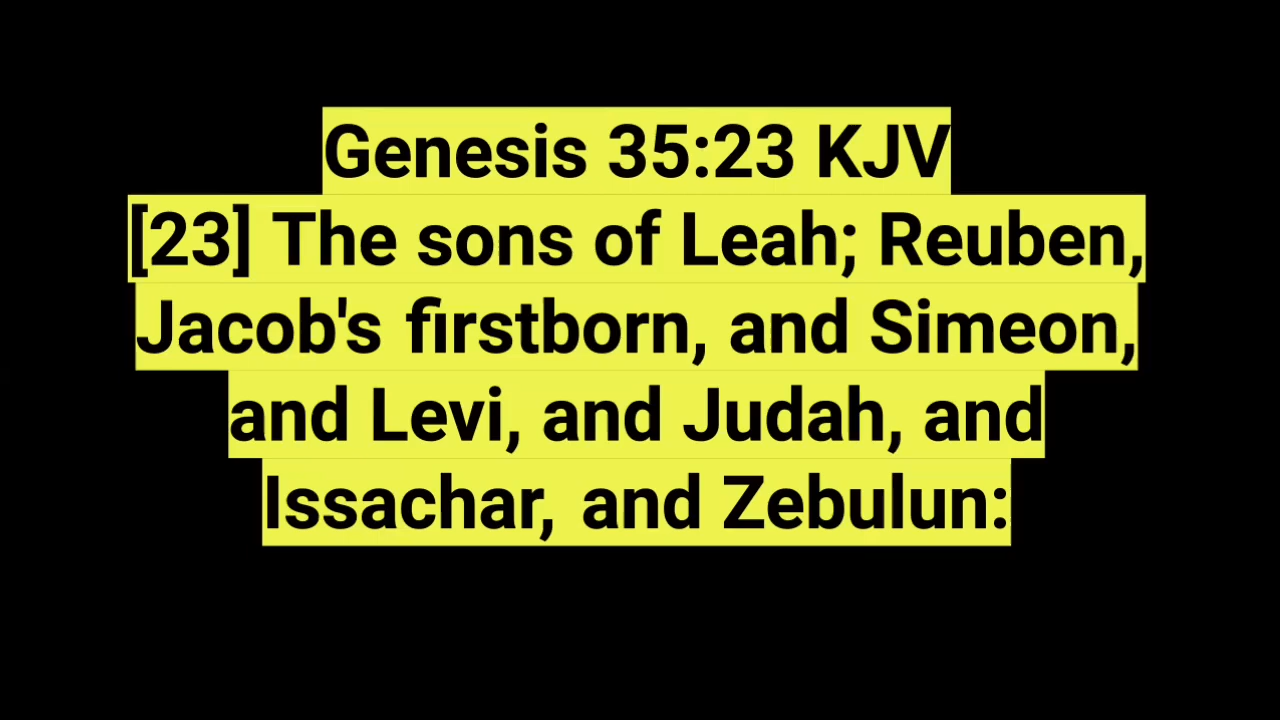 Genesis 35:23 KJV
[23] The sons of Leah; Reuben,
Jacob's firstborn, and Simeon,
and Levi, and Judah, and
Issachar, and Zebulun: